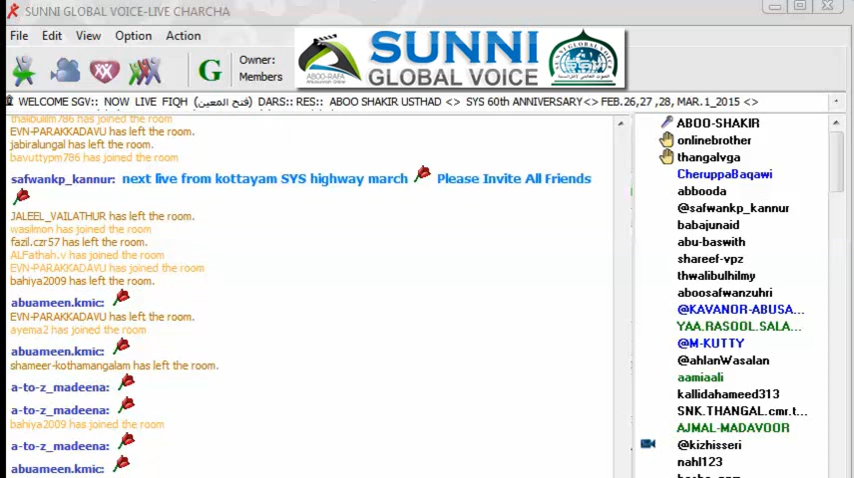 SUNNI GLOBAL VOICE-LIVE CHARCHA
File Edit View Option Action
G
Owner:
Members
ABOO-RAFA
SUNNI
GLOBAL VOICE
WELCOME SGV:: NOW LIVE FIQH (فتح المعين) DARS:: RES:: ABOO SHAKIR USTHAD <> SYS 60th ANNIVERSARY<> FEB.26,27 ,28, MAR.1_2015 <>
thalibulilm786 has joined the room
EVN-PARAKKADAVU has left the room.
jabiralungal has left the room.
bavuttypm786 has joined the room
safwankp_kannur: next live from kottayam SYS highway march Please Invite All Friends
JALEEL_VAILATHUR has left the room.
wasilmon has joined the room
fazil.czr57 has left the room.
ALFathah.v has joined the room
EVN-PARAKKADAVU has joined the room
bahiya2009 has left the room.
abuameen.kmic:
EVN-PARAKKADAVU has left the room.
ayema2 has joined the room
abuameen.kmic:
shameer-kothamangalam has left the room.
a-to-z_madeena:
a-to-z_madeena:
bahiya2009 has joined the room
a-to-z_madeena:
abuameen.kmic:
ABOO-SHAKIR
onlinebrother
thangalvga
CheruppaBaqawi
abbooda
@safwankp_kannur
babajunaid
abu-baswith
shareef-vpz
thwalibulhilmy
aboosafwanzuhri
@KAVANOR-ABUSA...
YAA.RASOOL.SALA...
@M-KUTTY
@ahlanWasalan
aamiaali
kallidahameed313
SNK.THANGAL.cmr.t...
AJMAL-MADAVOOR
@kizhisseri
nahl123